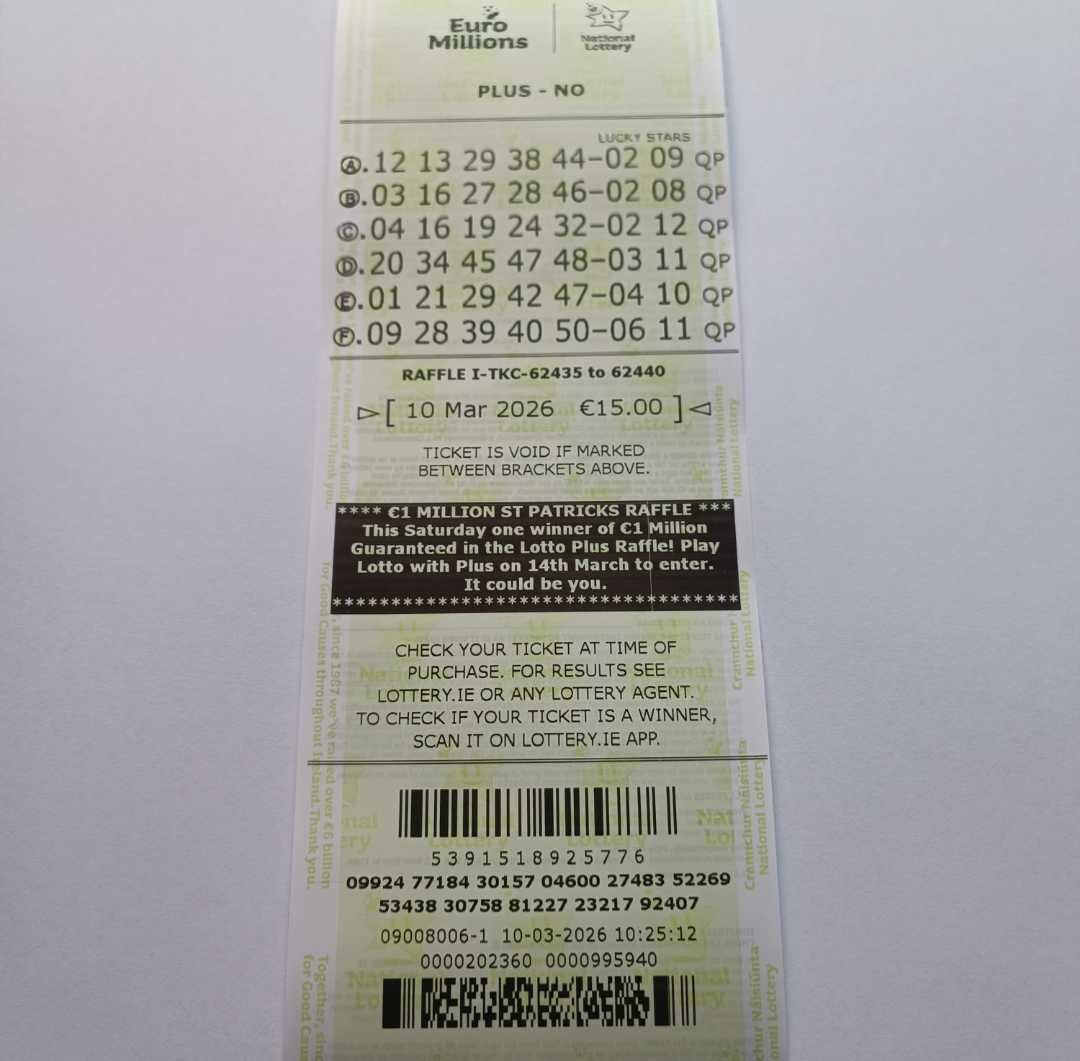 Euro
Millions
National
Lottery
PLUS - NO
LUCKY STARS
A.12 13 29 38 44-02 09 QP
B.03 16 27 28 46-02 08 QP
C.04 16 19 24 32-02 12 QP
D.20 34 45 47 48-03 11 QP
E.01 21 29 42 47-04 10 QP
F.09 28 39 40 50-06 11 QP
RAFFLE I-TKC-62435 to 62440
[ 10 Mar 2026 €15.00 ]
TICKET IS VOID IF MARKED
BETWEEN BRACKETS ABOVE.
**** €1 MILLION ST PATRICKS RAFFLE ***
This Saturday one winner of €1 Million
Guaranteed in the Lotto Plus Raffle! Play
Lotto with Plus on 14th March to enter.
It could be you.
***********************************
CHECK YOUR TICKET AT TIME OF
PURCHASE. FOR RESULTS SEE
LOTTERY.IE OR ANY LOTTERY AGENT.
TO CHECK IF YOUR TICKET IS A WINNER,
SCAN IT ON LOTTERY.IE APP.
5391518925776
09924 77184 30157 04600 27483 52269
53438 30758 81227 23217 92407
09008006-1 10-03-2026 10:25:12
0000202360 0000995940
Crannchur Náisiúnta
National Lottery